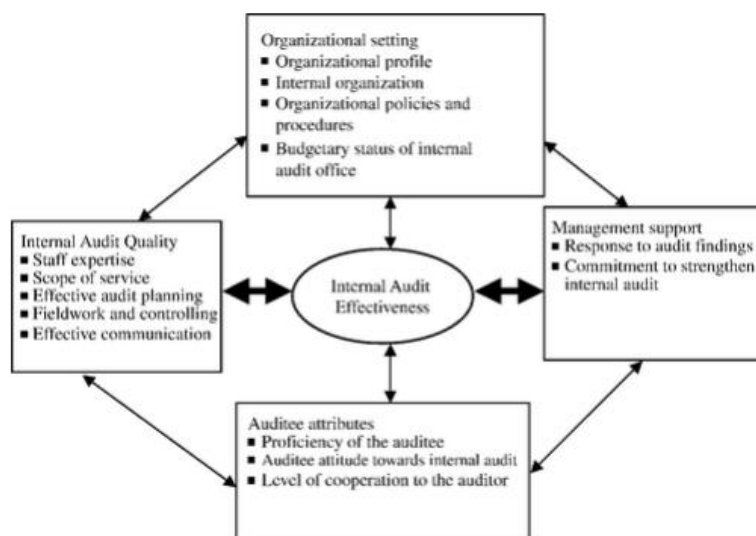 Organizational setting
■ Organizational profile
■ Internal organization
■ Organizational policies and
procedures
■ Budgetary status of internal
audit office
Internal Audit Quality
■ Staff expertise
■ Scope of service
■ Effective audit planning
■ Fieldwork and controlling
■ Effective communication
Internal Audit
Effectiveness
Management support
■ Response to audit findings
■ Commitment to strengthen
internal audit
Auditee attributes
■ Proficiency of the auditee
■ Auditee attitude towards internal audit
■ Level of cooperation to the auditor